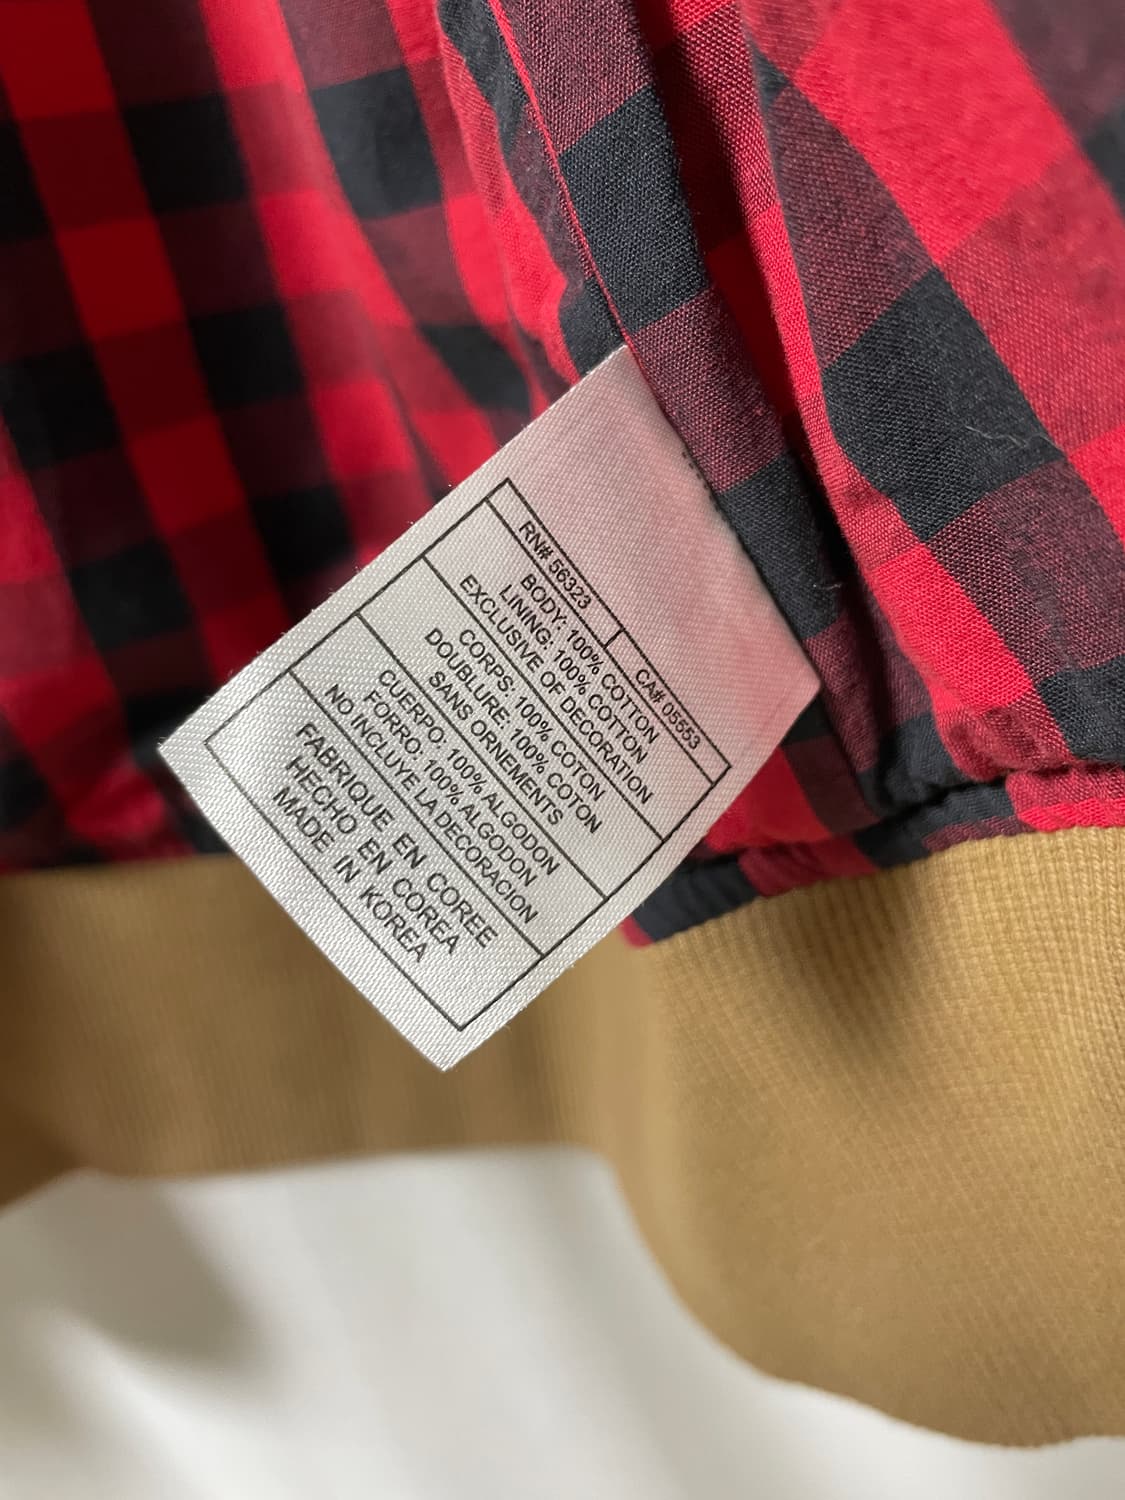 RN# 56323 CA# 05553
BODY: 100% COTTON
LINING: 100% COTTON
EXCLUSIVE OF DECORATION
CORPS: 100% COTON
DOUBLURE: 100% COTON
SANS ORNEMENTS
CUERPO: 100% ALGODON
FORRO: 100% ALGODON
NO INCLUYE LA DECORACION
FABRIQUE EN COREE
HECHO EN COREA
MADE IN KOREA